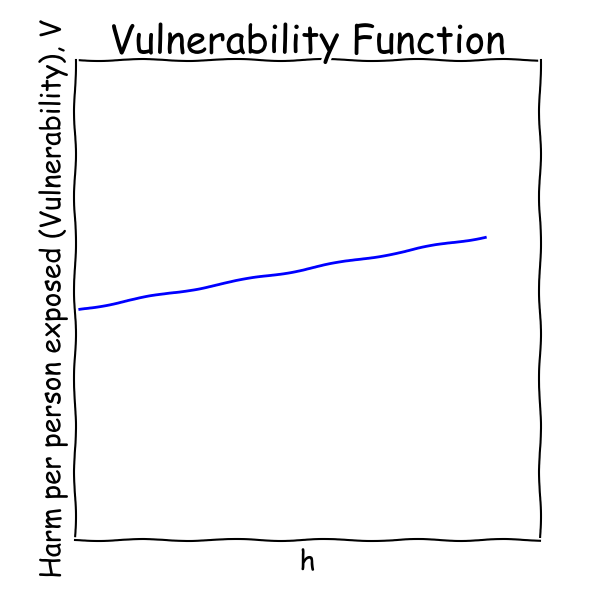 Vulnerability Function
Harm per person exposed (Vulnerability), V
h